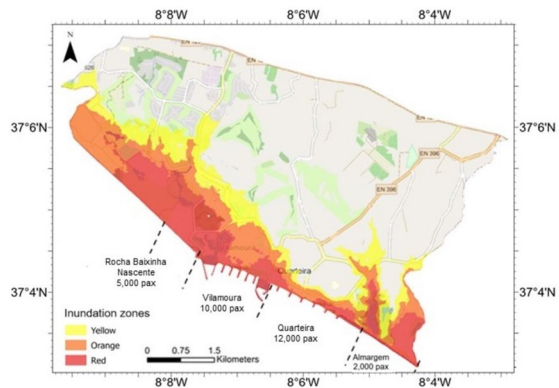 8°8'W
8°6'W
8°4'W
N
EN 396
EN 396
37°6'N
37°6'N
Quarteira
Rocha Baixinha
Nascente
5,000 pax
Vilamoura
10,000 pax
Quarteira
12,000 pax
Almargem
2,000 pax
37°4'N
37°4'N
Inundation zones
Yellow
Orange
Red
0
0.75
1.5
Kilometers
8°8'W
8°6'W
8°4'W